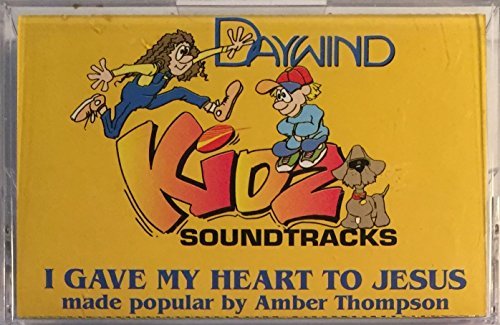 DAYWIND
KIDZ
SOUNDTRACKS
I GAVE MY HEART TO JESUS
made popular by Amber Thompson